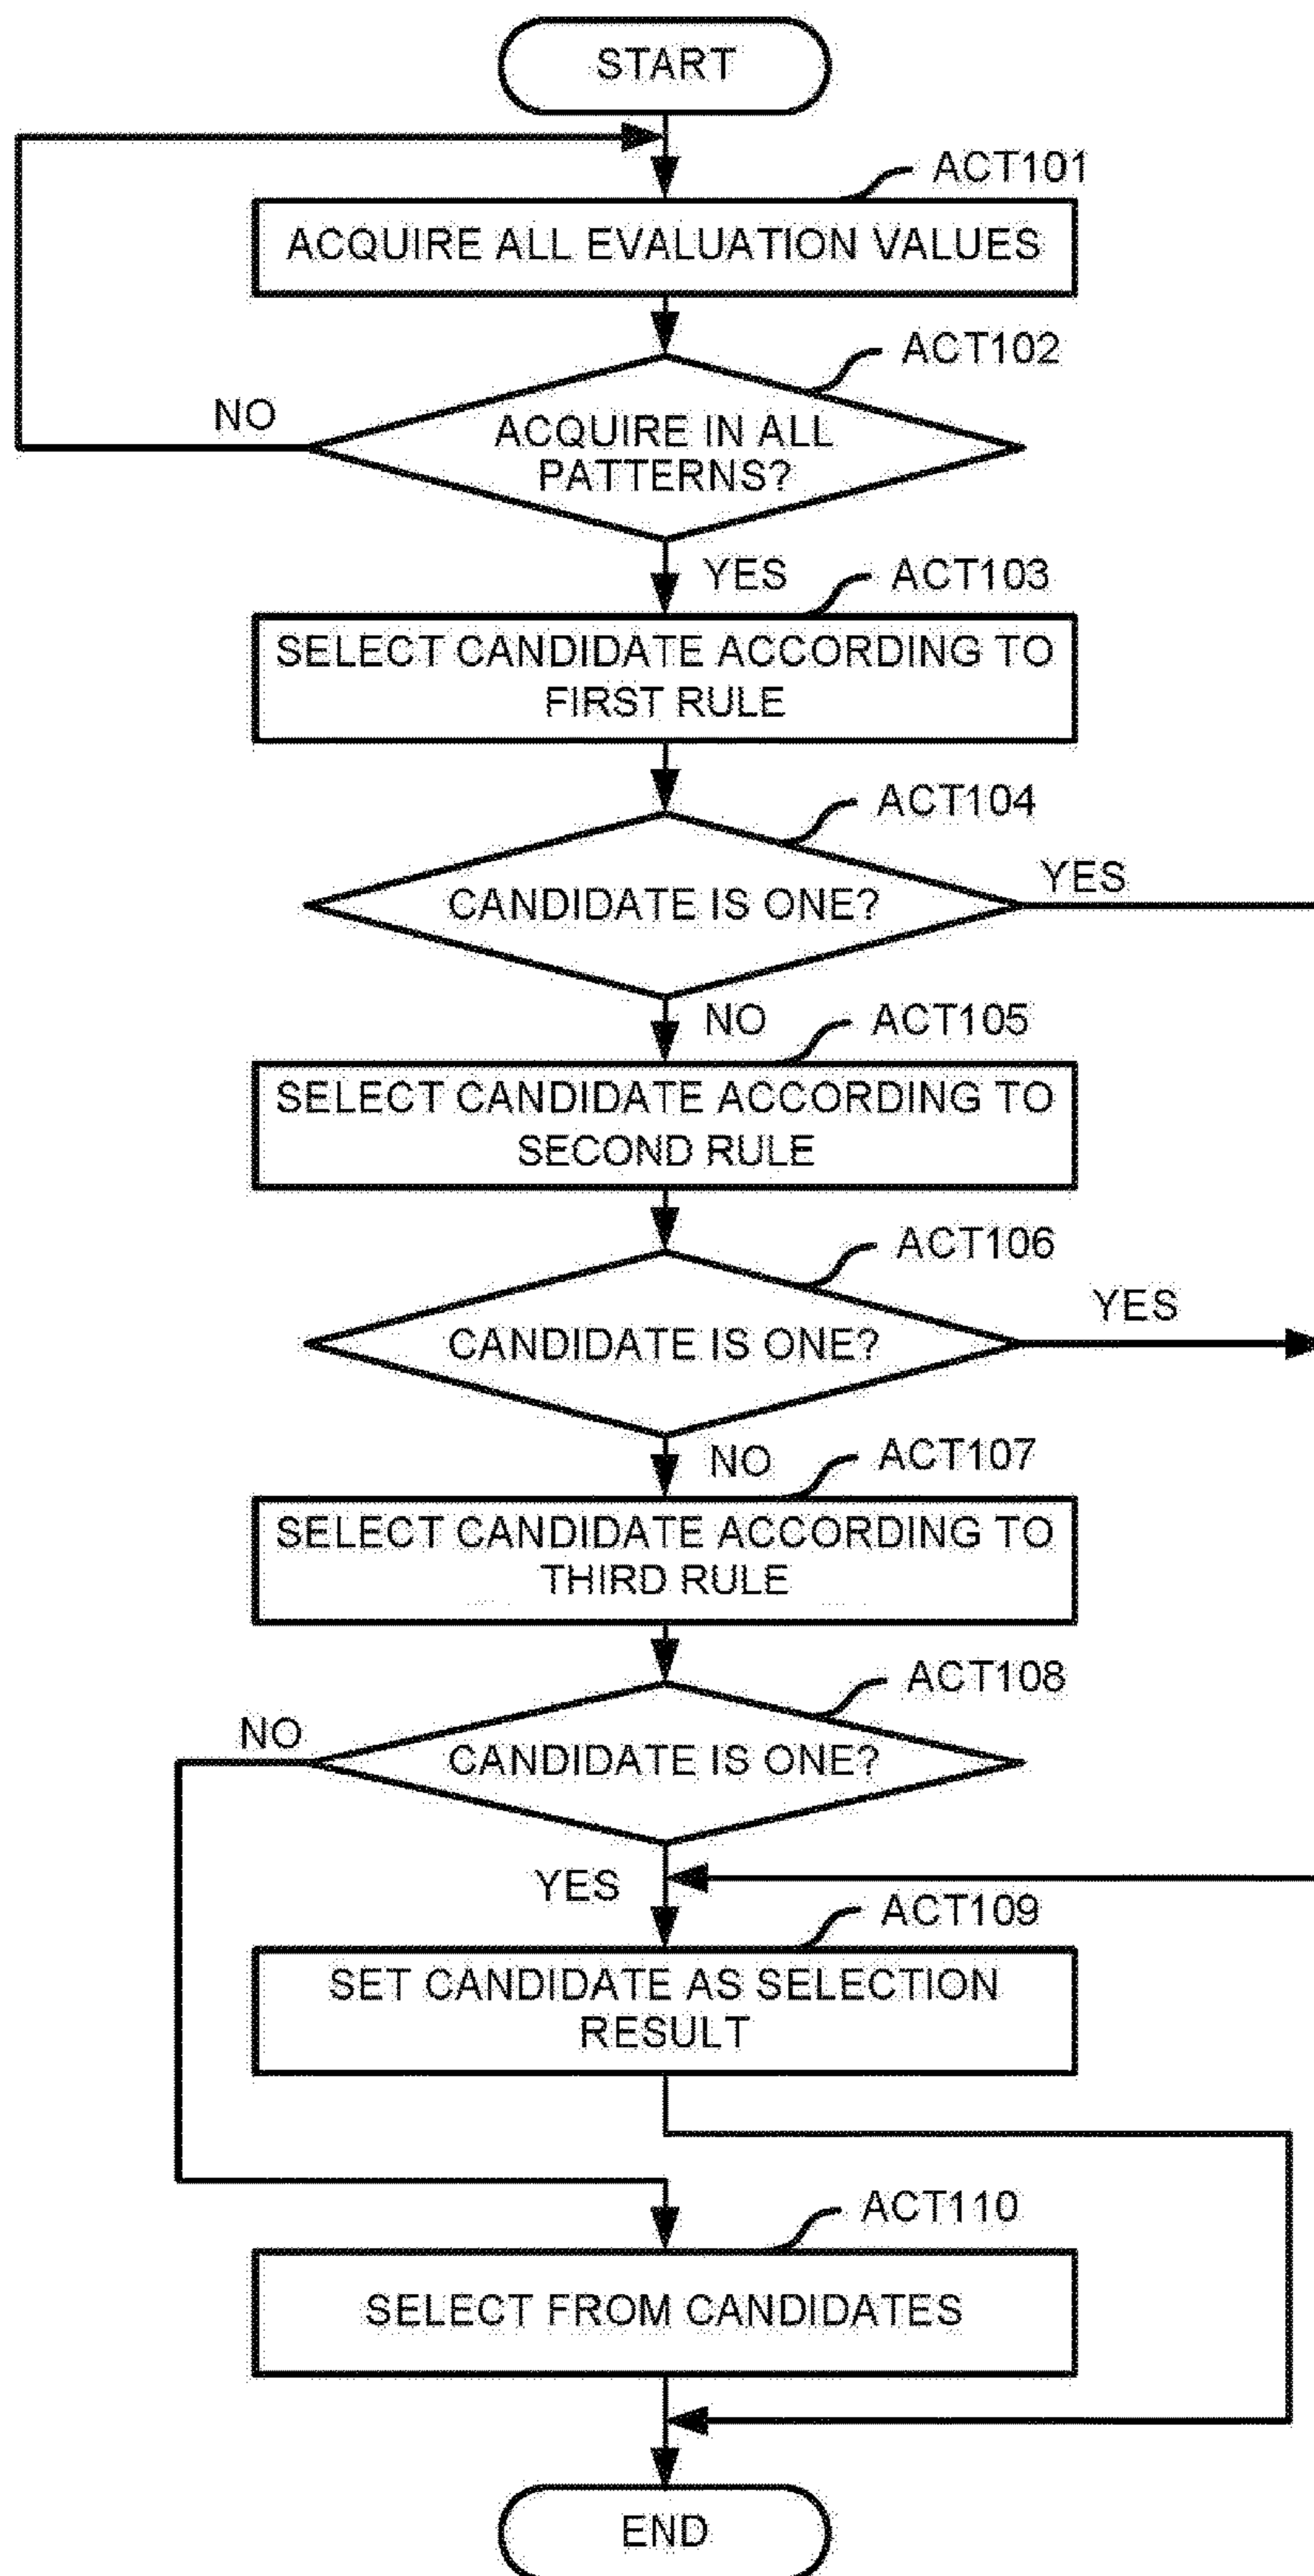 START
ACT101
ACQUIRE ALL EVALUATION VALUES
ACT102
NO
ACQUIRE IN ALL
PATTERNS?
YES
ACT103
SELECT CANDIDATE ACCORDING TO
FIRST RULE
ACT104
YES
CANDIDATE IS ONE?
NO
ACT105
SELECT CANDIDATE ACCORDING TO
SECOND RULE
ACT106
YES
CANDIDATE IS ONE?
NO
ACT107
SELECT CANDIDATE ACCORDING TO
THIRD RULE
ACT108
NO
CANDIDATE IS ONE?
YES
ACT109
SET CANDIDATE AS SELECTION
RESULT
ACT110
SELECT FROM CANDIDATES
END